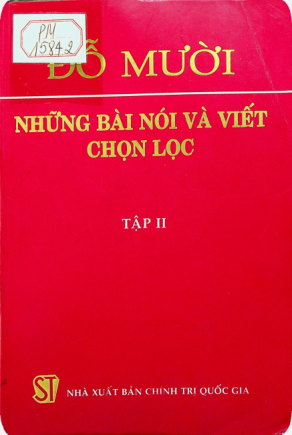 PM
15842
ĐỖ MƯỜI
NHỮNG BÀI NÓI VÀ VIẾT
CHỌN LỌC
TẬP II
ST
NHÀ XUẤT BẢN CHÍNH TRỊ QUỐC GIA